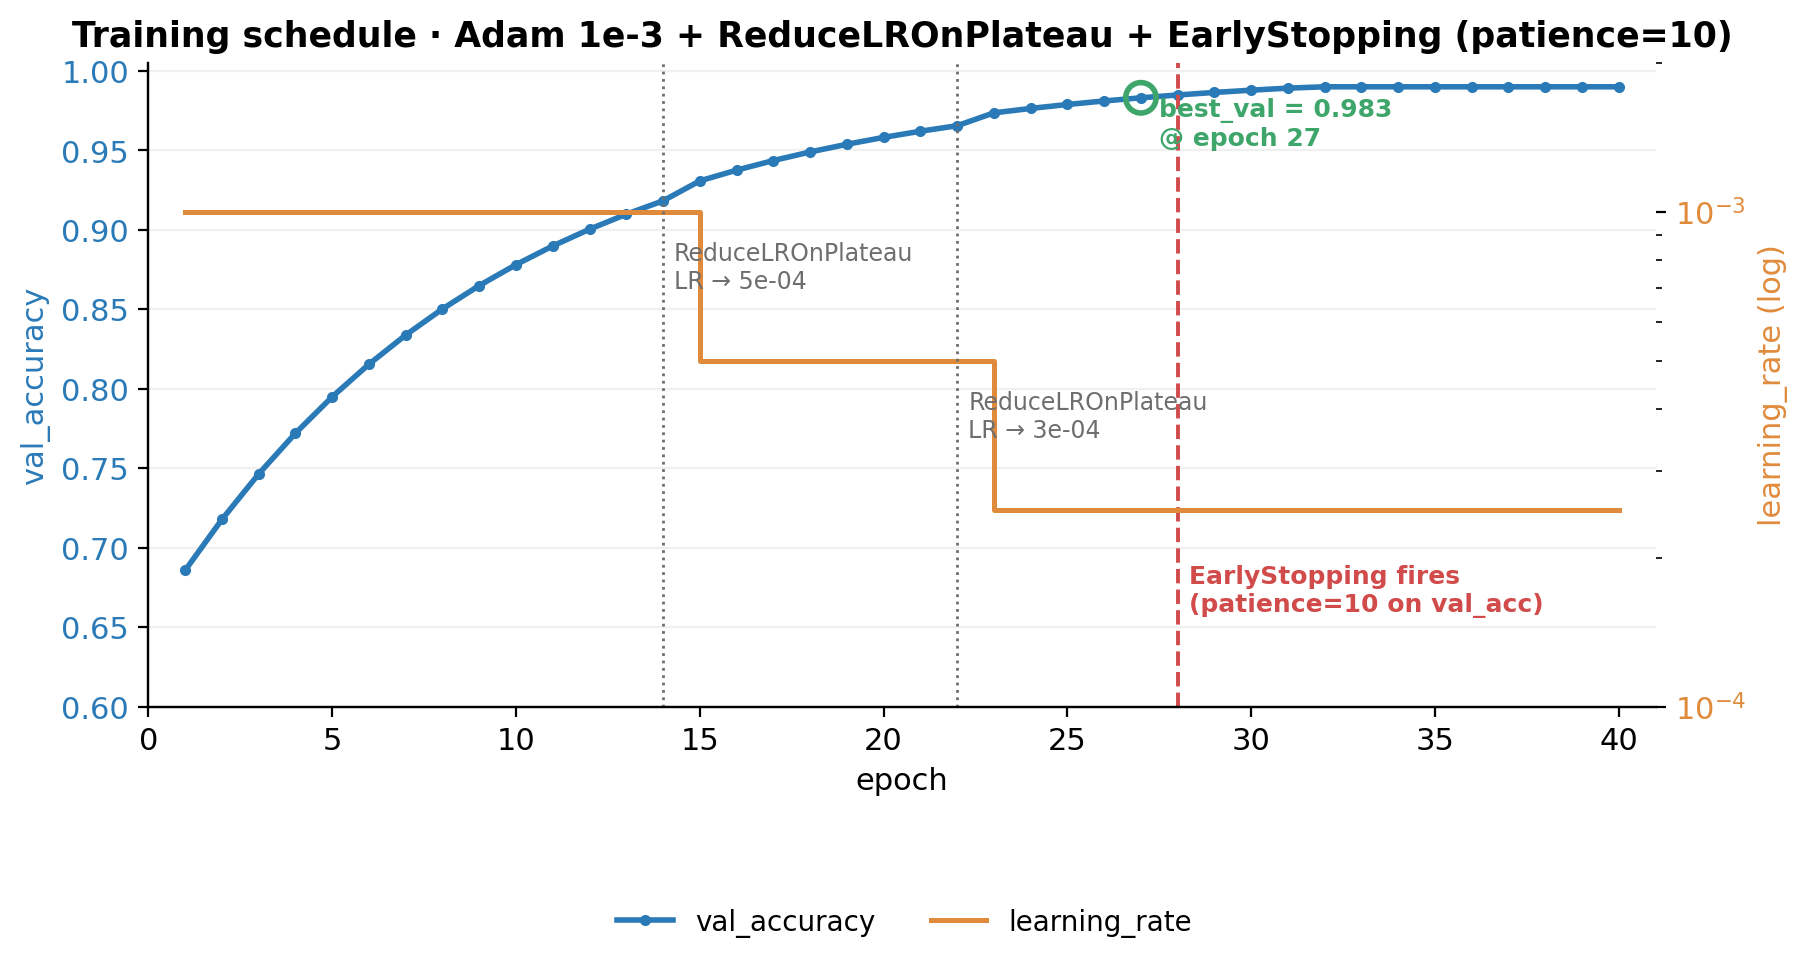 Training schedule · Adam 1e-3 + ReduceLROnPlateau + EarlyStopping (patience=10)
val_accuracy
1.00
0.95
0.90
0.85
0.80
0.75
0.70
0.65
0.60
best_val = 0.983
@ epoch 27
ReduceLROnPlateau
LR → 5e-04
ReduceLROnPlateau
LR → 3e-04
EarlyStopping fires
(patience=10 on val_acc)
10⁻³
10⁻⁴
learning_rate (log)
0 5 10 15 20 25 30 35 40
epoch
val_accuracy learning_rate